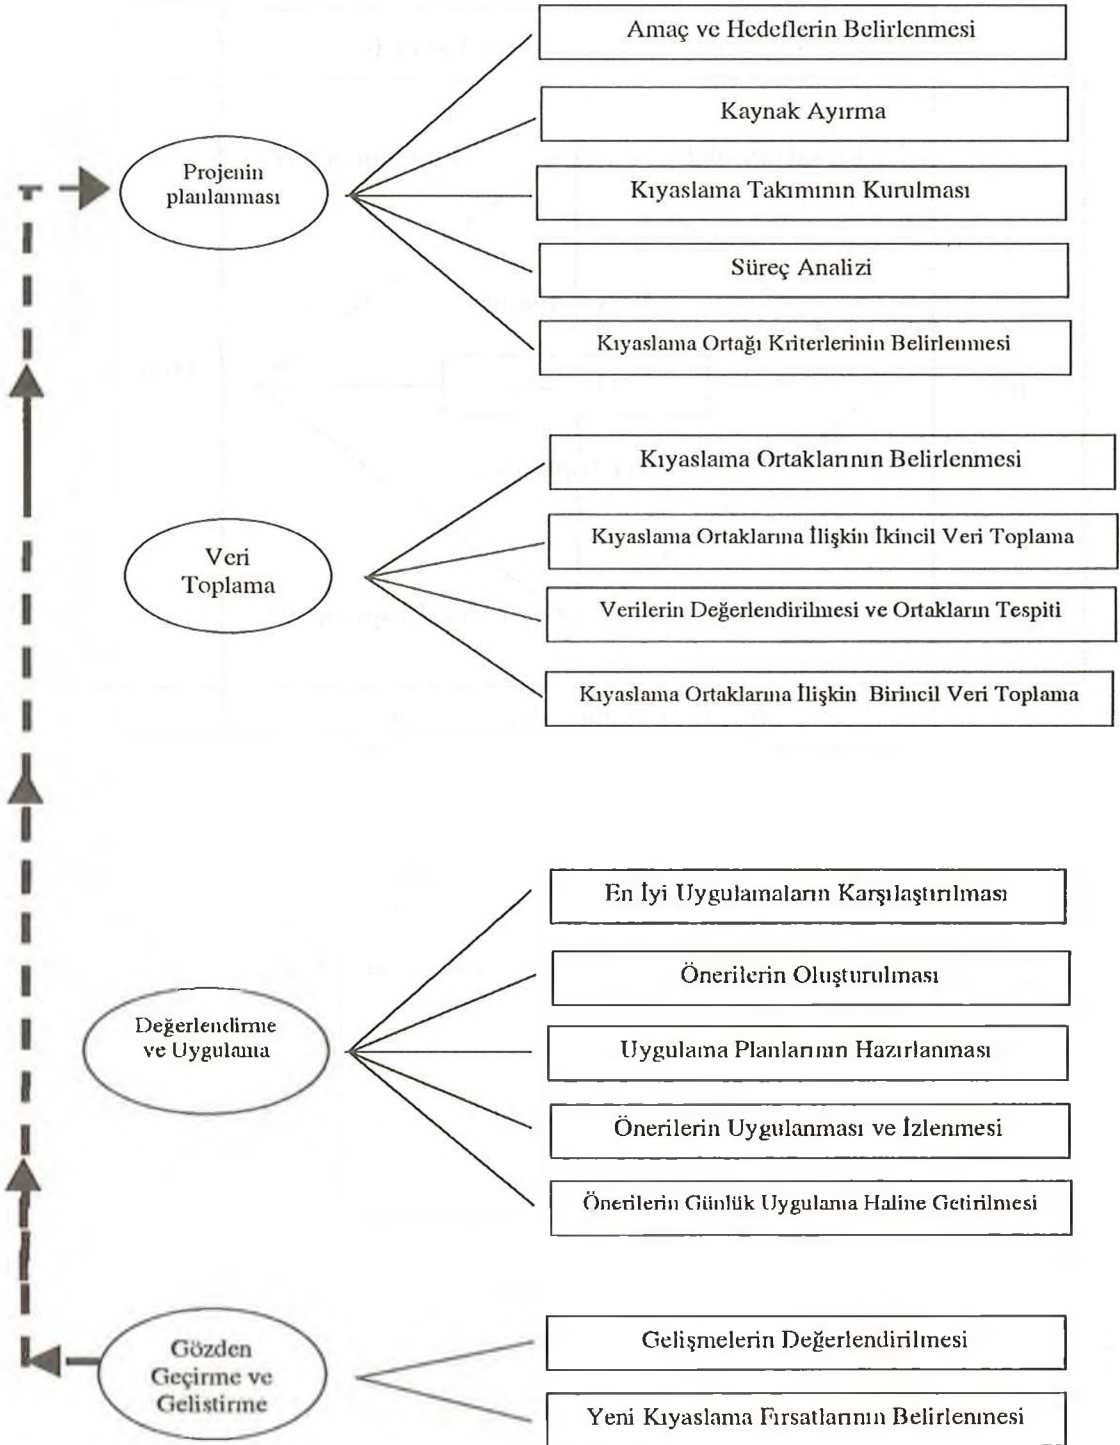 Projenin
planlanması
Amaç ve Hedeflerin Belirlenmesi
Kaynak Ayırma
Kıyaslama Takımının Kurulması
Süreç Analizi
Kıyaslama Ortağı Kriterlerinin Belirlenmesi
Veri
Toplama
Kıyaslama Ortaklarının Belirlenmesi
Kıyaslama Ortaklarına İlişkin İkincil Veri Toplama
Verilerin Değerlendirilmesi ve Ortakların Tespiti
Kıyaslama Ortaklarına İlişkin Birincil Veri Toplama
Değerlendirme
ve Uygulama
En İyi Uygulamaların Karşılaştırılması
Önerilerin Oluşturulması
Uygulama Planlarının Hazırlanması
Önerilerin Uygulanması ve İzlenmesi
Önerilerin Günlük Uygulama Haline Getirilmesi
Gözden
Geçirme ve
Gelistirme
Gelişmelerin Değerlendirilmesi
Yeni Kıyaslama Fırsatlarının Belirlenmesi